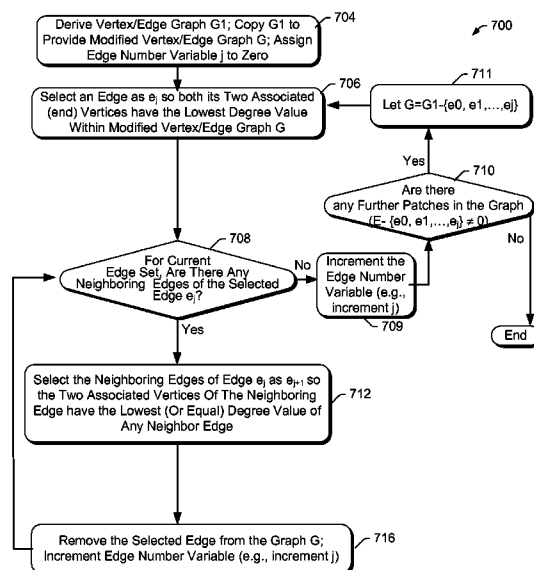 Derive Vertex/Edge Graph G1; Copy G1 to
Provide Modified Vertex/Edge Graph G; Assign
Edge Number Variable j to Zero
704
700
706
Select an Edge as ej so both its Two Associated
(end) Vertices have the Lowest Degree Value
Within Modified Vertex/Edge Graph G
711
Let G=G1-{e0, e1,...,ej}
Yes
710
Are there
any Further Patches in the Graph
(E- {e0, e1,...,ej} ≠ 0)
No
End
708
For Current
Edge Set, Are There Any
Neighboring Edges of the Selected
Edge ej?
No
Increment the
Edge Number
Variable (e.g.,
increment j)
709
Yes
Select the Neighboring Edges of Edge ej as ej+1 so
the Two Associated Vertices Of The Neighboring
Edge have the Lowest (Or Equal) Degree Value of
Any Neighbor Edge
712
Remove the Selected Edge from the Graph G;
Increment Edge Number Variable (e.g., increment j)
716